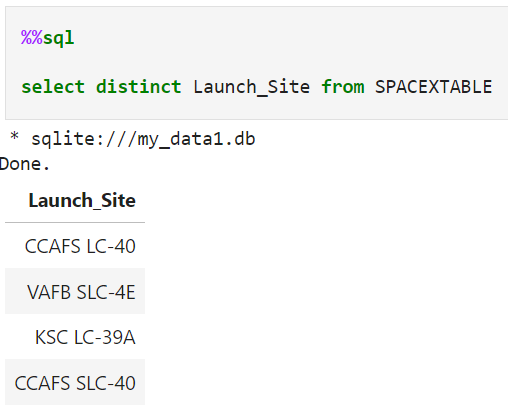 %%sql
select distinct Launch_Site from SPACEXTABLE
* sqlite:///my_data1.db
Done.
Launch_Site
CCAFS LC-40
VAFB SLC-4E
KSC LC-39A
CCAFS SLC-40